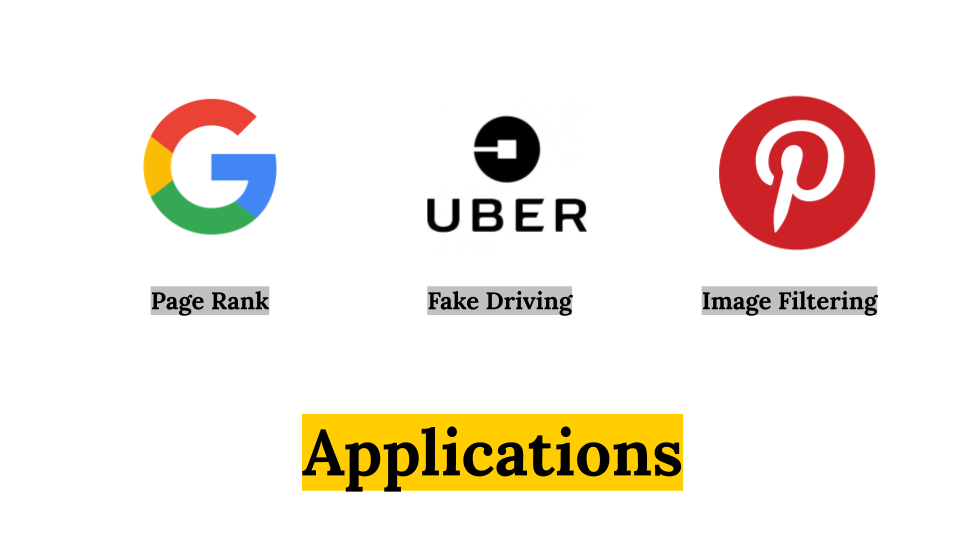 UBER
Page Rank
Fake Driving
Image Filtering
Applications